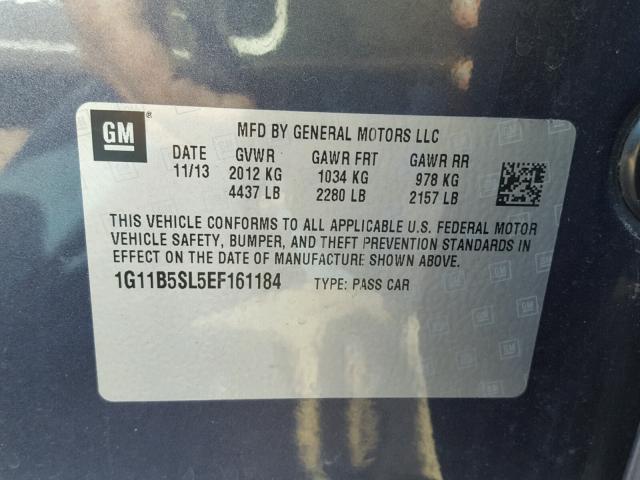 GM ® MFD BY GENERAL MOTORS LLC
DATE GVWR GAWR FRT GAWR RR
11/13 2012 KG 1034 KG 978 KG
4437 LB 2280 LB 2157 LB
THIS VEHICLE CONFORMS TO ALL APPLICABLE U.S. FEDERAL MOTOR
VEHICLE SAFETY, BUMPER, AND THEFT PREVENTION STANDARDS IN
EFFECT ON THE DATE OF MANUFACTURE SHOWN ABOVE.
1G11B5SL5EF161184 TYPE: PASS CAR